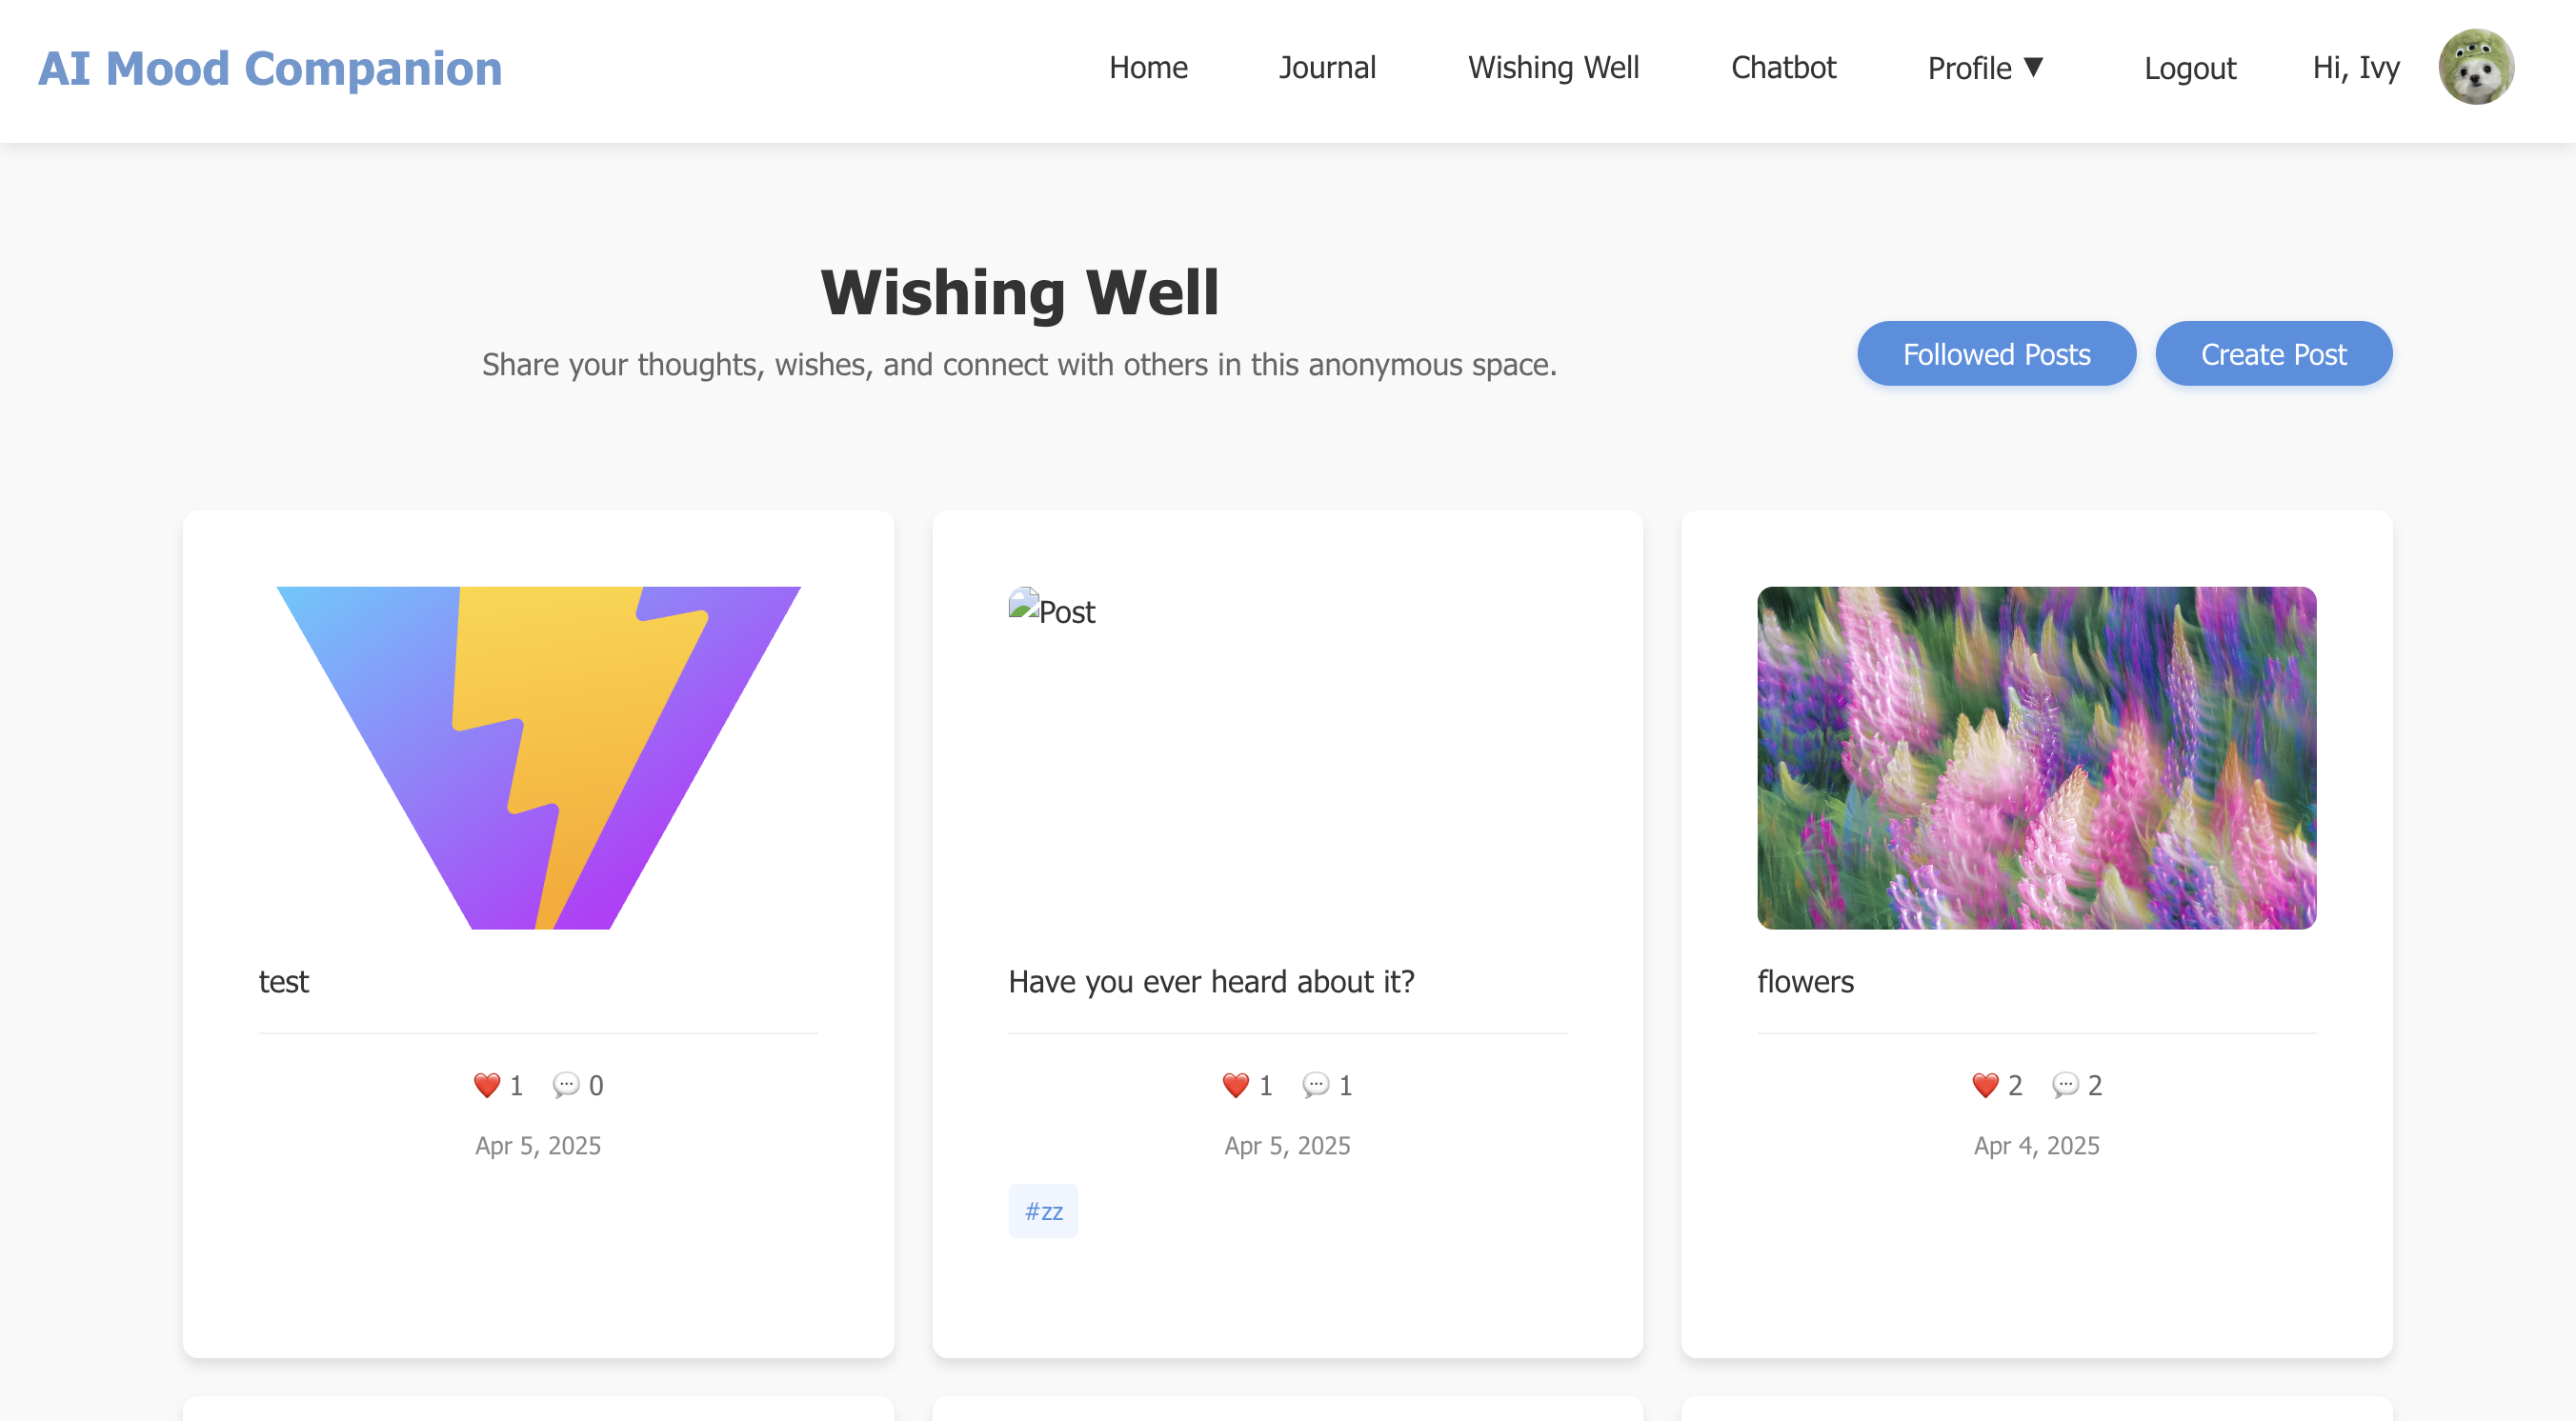 AI Mood Companion
Home Journal Wishing Well Chatbot Profile ▼ Logout Hi, Ivy
Wishing Well
Share your thoughts, wishes, and connect with others in this anonymous space.
Followed Posts Create Post
test
❤️ 1 💬 0
Apr 5, 2025
Post
Have you ever heard about it?
❤️ 1 💬 1
Apr 5, 2025
#zz
flowers
❤️ 2 💬 2
Apr 4, 2025